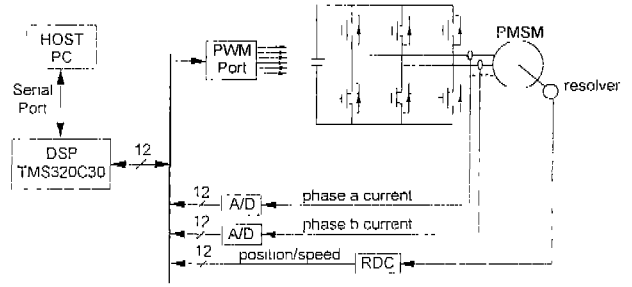 HOST
PC
Serial
Port
DSP
TMS320C30
12
PWM
Port
PMSM
resolver
12
A/D
phase a current
12
A/D
phase b current
12
position/speed
RDC